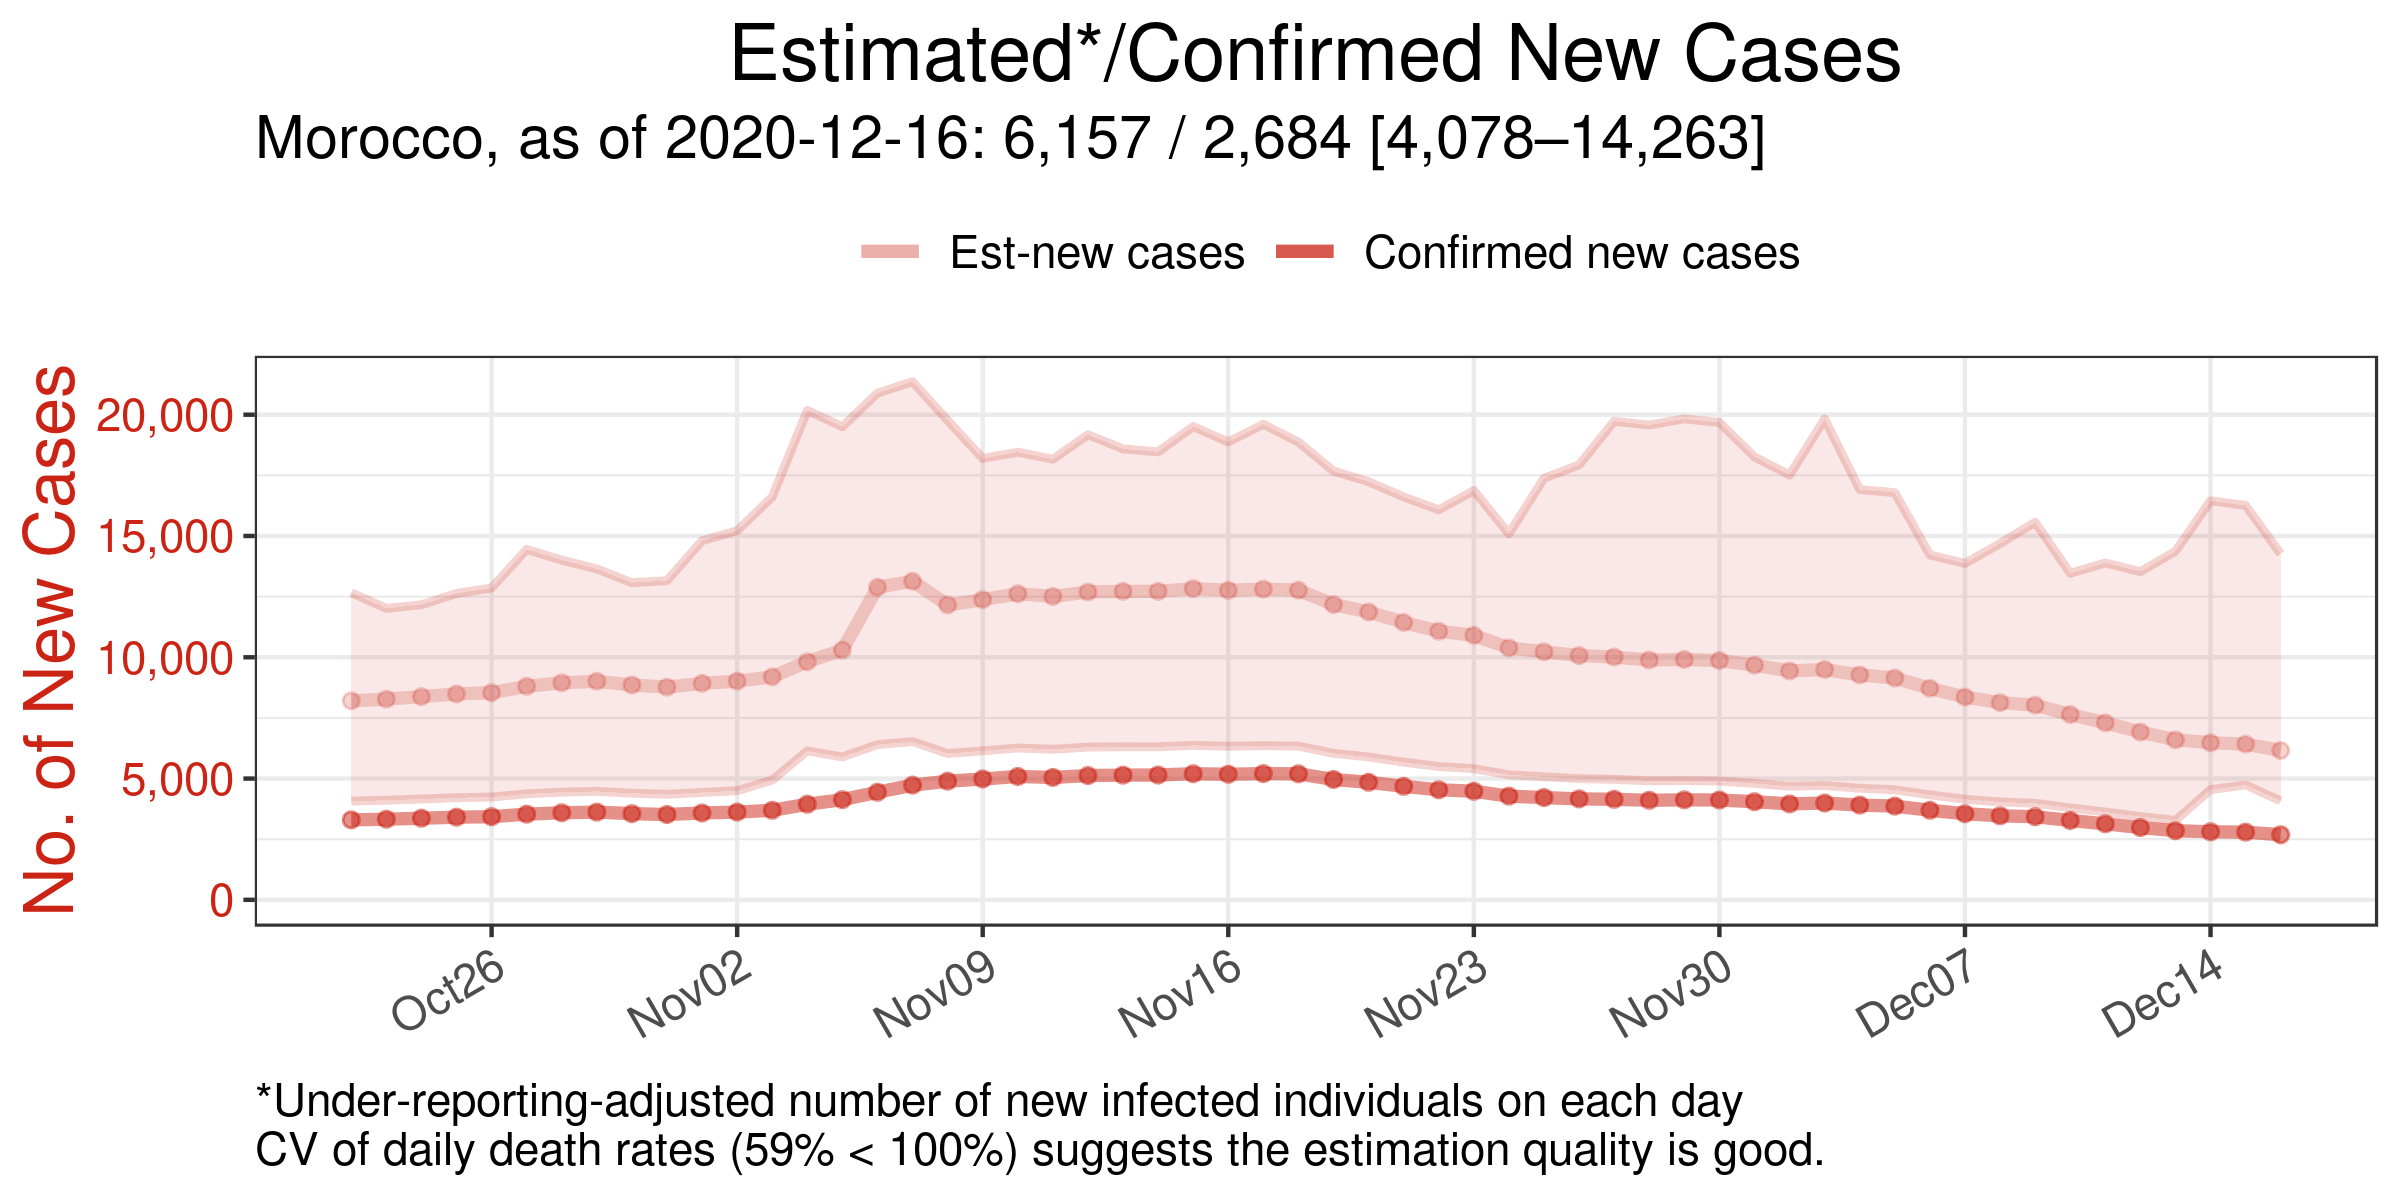 Estimated*/Confirmed New Cases
Morocco, as of 2020-12-16: 6,157 / 2,684 [4,078–14,263]
Est-new cases Confirmed new cases
No. of New Cases
20,000
15,000
10,000
5,000
0
Oct26 Nov02 Nov09 Nov16 Nov23 Nov30 Dec07 Dec14
*Under-reporting-adjusted number of new infected individuals on each day
CV of daily death rates (59% < 100%) suggests the estimation quality is good.